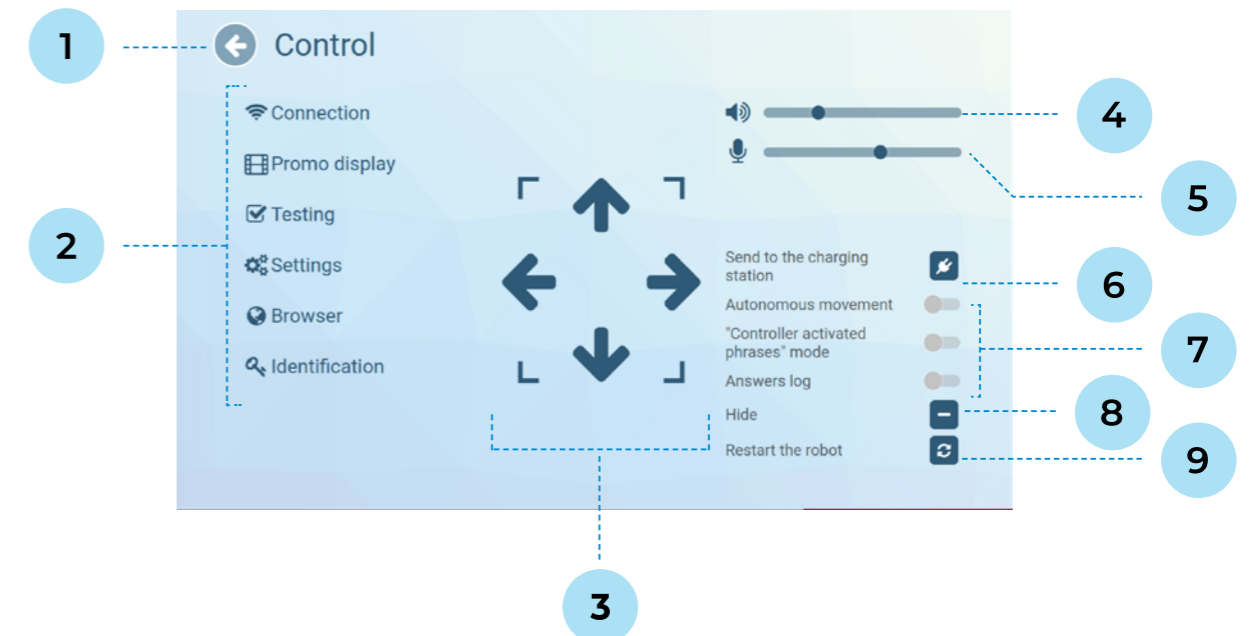 1
Control
2
Connection
Promo display
Testing
Settings
Browser
Identification
3
4
5
Send to the charging
station
6
Autonomous movement
"Controller activated
phrases" mode
Answers log
7
Hide
8
Restart the robot
9